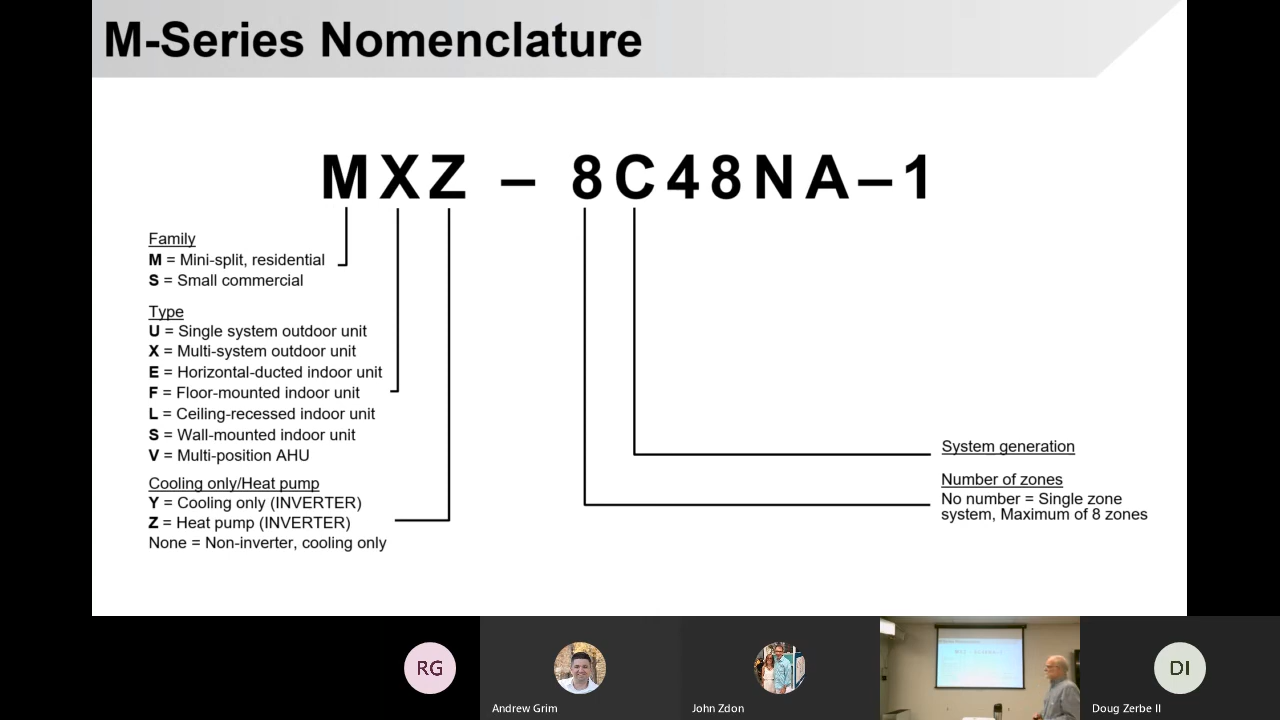 M-Series Nomenclature
MXZ – 8C48NA–1
Family
M = Mini-split, residential
S = Small commercial
Type
U = Single system outdoor unit
X = Multi-system outdoor unit
E = Horizontal-ducted indoor unit
F = Floor-mounted indoor unit
L = Ceiling-recessed indoor unit
S = Wall-mounted indoor unit
V = Multi-position AHU
Cooling only/Heat pump
Y = Cooling only (INVERTER)
Z = Heat pump (INVERTER)
None = Non-inverter, cooling only
System generation
Number of zones
No number = Single zone
system, Maximum of 8 zones
RG
Andrew Grim
John Zdon
DI
Doug Zerbe II